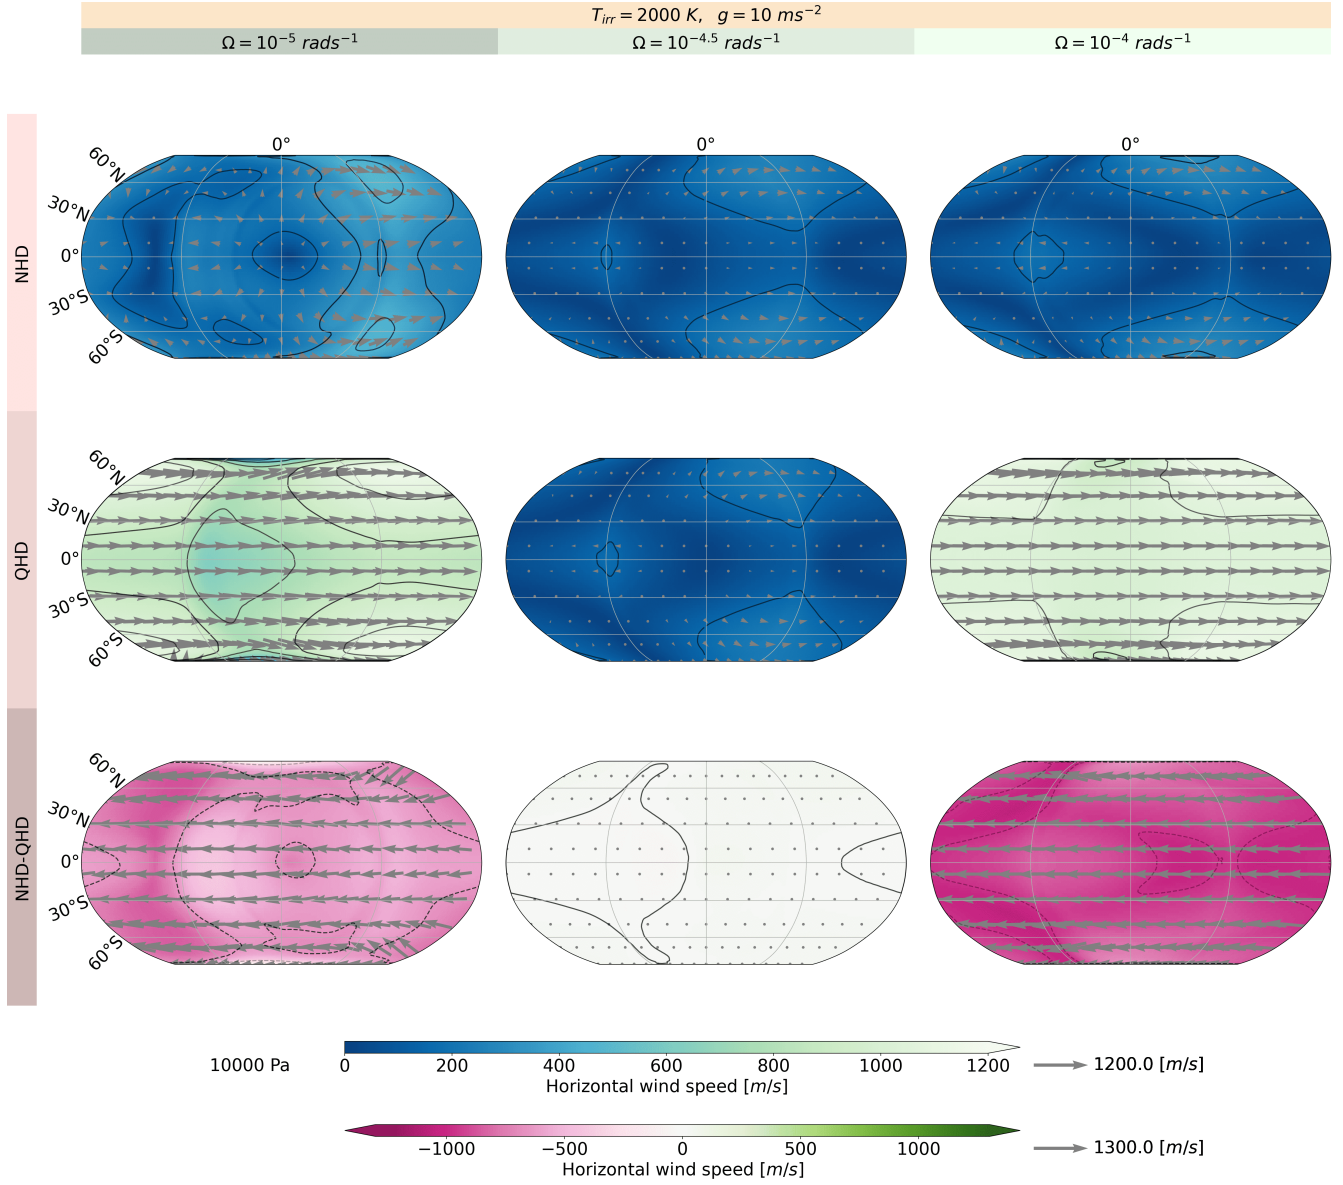 T_irr = 2000 K,  g = 10 ms⁻²
Ω = 10⁻⁵ rads⁻¹
Ω = 10⁻⁴·⁵ rads⁻¹
Ω = 10⁻⁴ rads⁻¹
0° 0° 0°
NHD
60°N
30°N
0°
30°S
60°S
QHD
60°N
30°N
0°
30°S
60°S
NHD-QHD
60°N
30°N
0°
30°S
60°S
10000 Pa
0 200 400 600 800 1000 1200
Horizontal wind speed [m/s]
1200.0 [m/s]
−1000 −500 0 500 1000
Horizontal wind speed [m/s]
1300.0 [m/s]